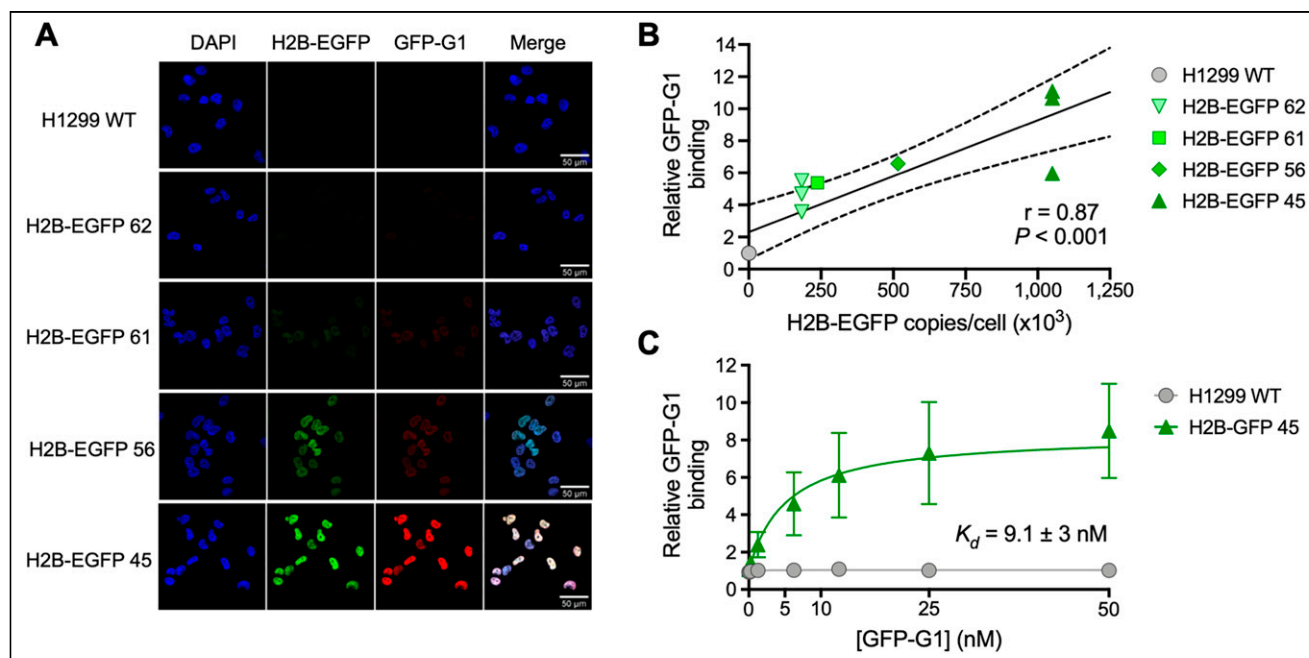 A
DAPI H2B-EGFP GFP-G1 Merge
H1299 WT
50 µm
H2B-EGFP 62
50 µm
H2B-EGFP 61
50 µm
H2B-EGFP 56
50 µm
H2B-EGFP 45
50 µm
B
Relative GFP-G1
binding
14
12
10
8
6
4
2
0
0 250 500 750 1,000 1,250
H2B-EGFP copies/cell (x10³)
r = 0.87
P < 0.001
H1299 WT
H2B-EGFP 62
H2B-EGFP 61
H2B-EGFP 56
H2B-EGFP 45
C
Relative GFP-G1
binding
12
10
8
6
4
2
0
0 5 10 25 50
[GFP-G1] (nM)
Kd = 9.1 ± 3 nM
H1299 WT
H2B-GFP 45